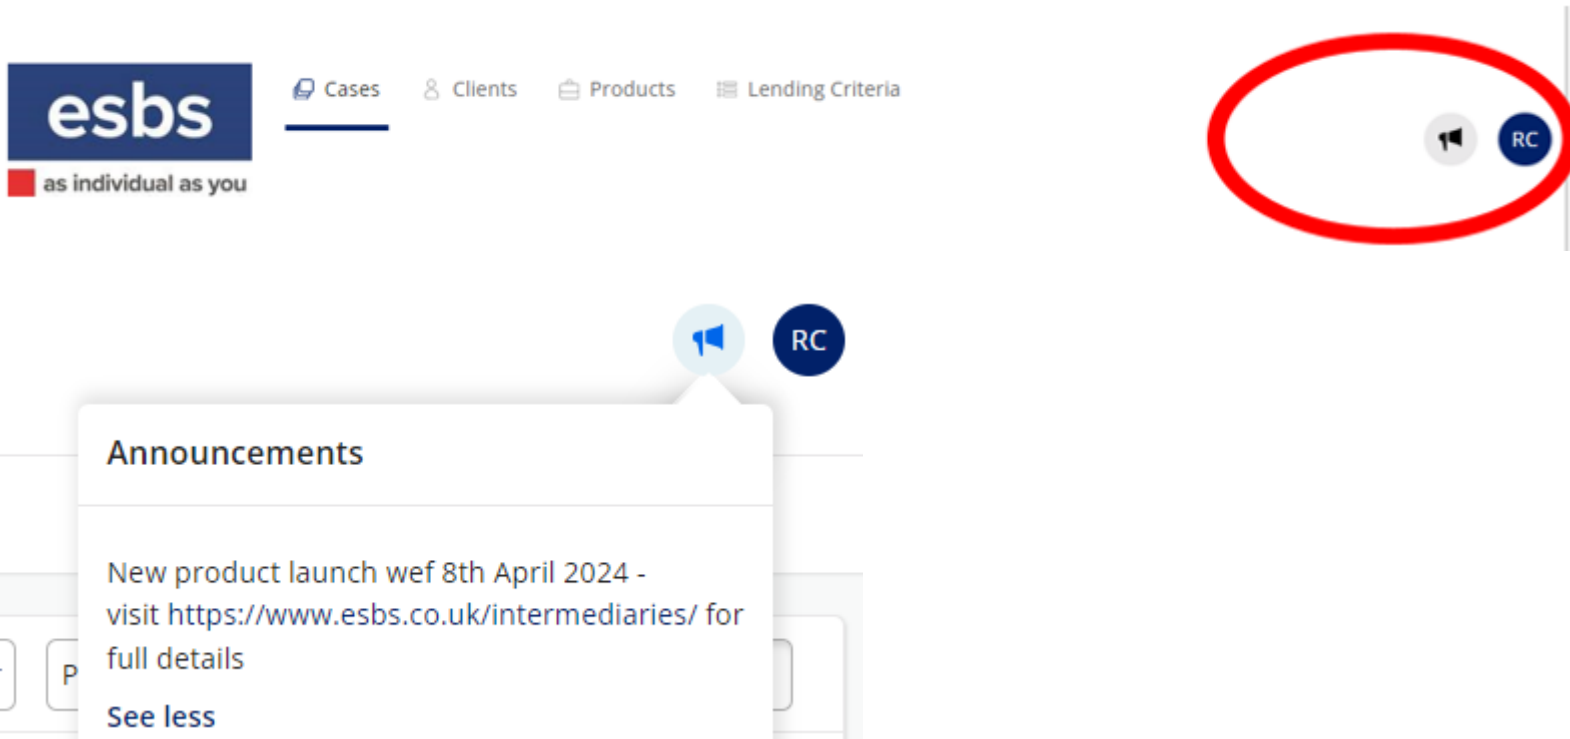 esbs
as individual as you
Cases Clients Products Lending Criteria
RC
RC
Announcements
New product launch wef 8th April 2024 -
visit https://www.esbs.co.uk/intermediaries/ for
full details
P
See less